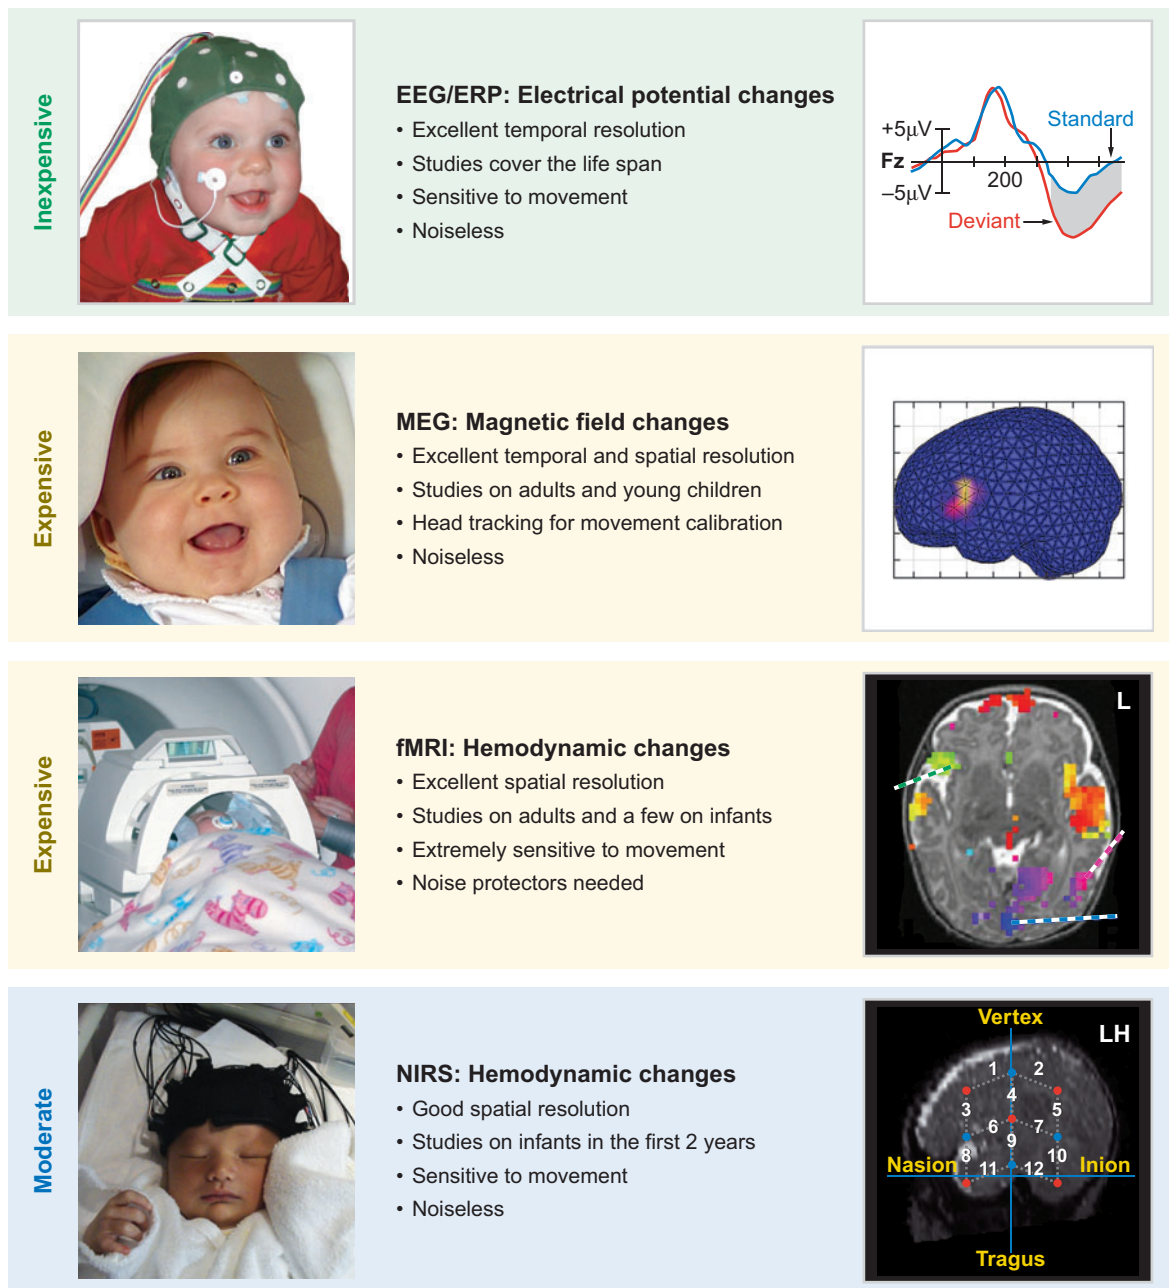 Inexpensive
EEG/ERP: Electrical potential changes
• Excellent temporal resolution
• Studies cover the life span
• Sensitive to movement
• Noiseless
+5µV
Standard
Fz
200
–5µV
Deviant
Expensive
MEG: Magnetic field changes
• Excellent temporal and spatial resolution
• Studies on adults and young children
• Head tracking for movement calibration
• Noiseless
Expensive
fMRI: Hemodynamic changes
• Excellent spatial resolution
• Studies on adults and a few on infants
• Extremely sensitive to movement
• Noise protectors needed
L
Moderate
NIRS: Hemodynamic changes
• Good spatial resolution
• Studies on infants in the first 2 years
• Sensitive to movement
• Noiseless
Vertex
LH
1 2
4
3 5
6 7
9
8 10
Nasion 11 12 Inion
Tragus